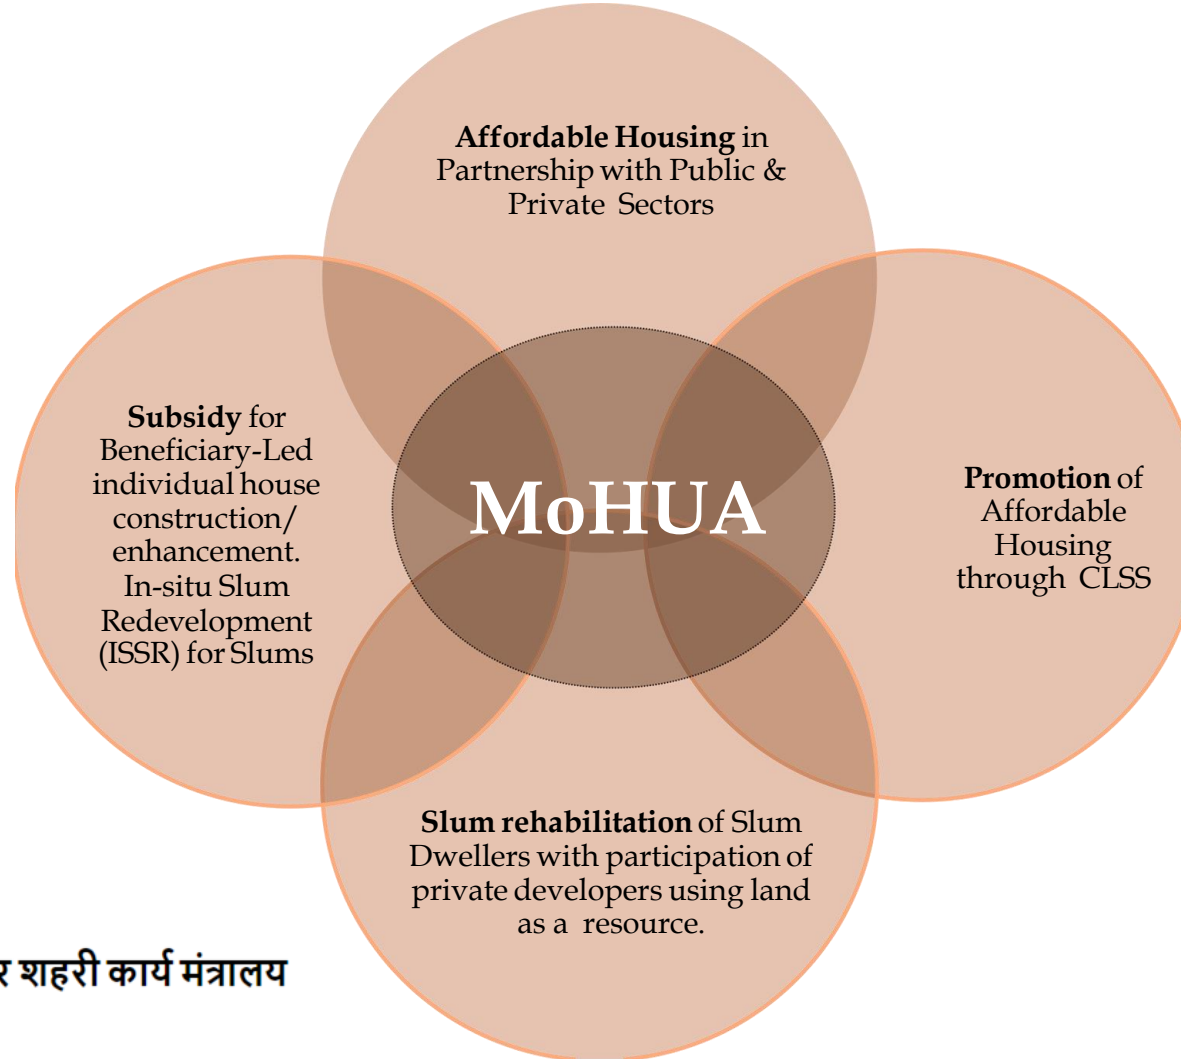 Affordable Housing in
Partnership with Public &
Private Sectors
Subsidy for
Beneficiary-Led
individual house
construction/
enhancement.
In-situ Slum
Redevelopment
(ISSR) for Slums
MoHUA
Promotion of
Affordable
Housing
through CLSS
Slum rehabilitation of Slum
Dwellers with participation of
private developers using land
as a resource.
शहरी कार्य मंत्रालय